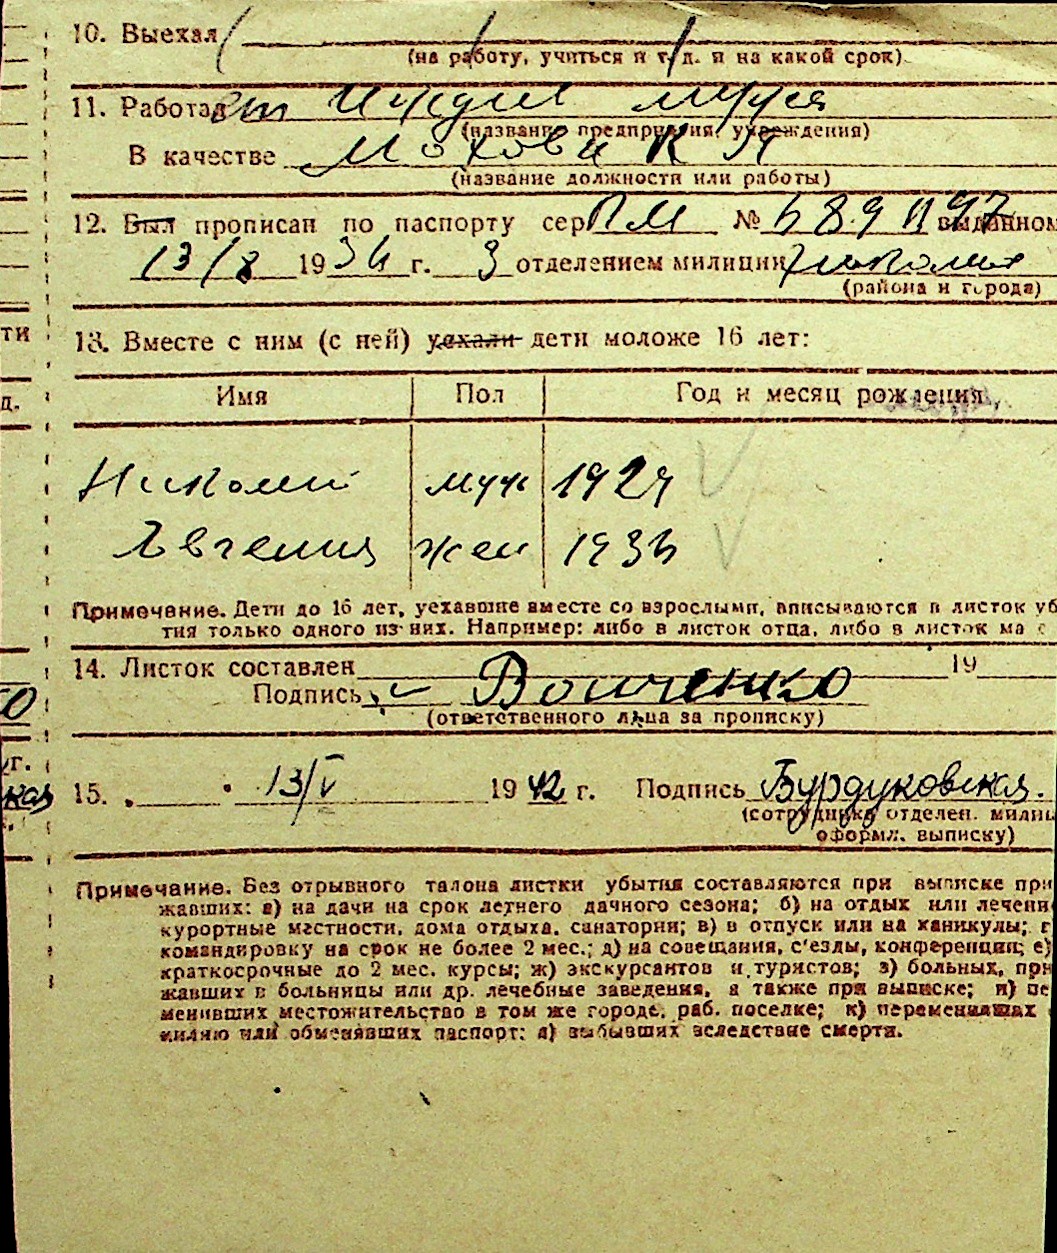 10. Выехал
(на работу, учиться и т. д. и на какой срок)
11. Работал
(название предприятия, учреждения)
В качестве
(название должности или работы)
12. Был прописан по паспорту сер ПМ № выданном
13/8 19 36 г. 3 отделением милиции
(района и города)
13. Вместе с ним (с ней) уехали дети моложе 16 лет:
Имя Пол Год и месяц рождения
Николай муж 1924
Евгения жен 1936
Примечание. Дети до 16 лет, уехавшие вместе со взрослыми, вписываются в листок уб
тия только одного из них. Например: либо в листок отца, либо в листок ма
14. Листок составлен 19
Подпись Войченко
(ответственного лица за прописку)
15. 13/V 19 42 г. Подпись Бурдуковская.
(сотрудника отделен. милиц
оформл. выписку)
Примечание. Без отрывного талона листки убытия составляются при выписке при
жавших: а) на дачи на срок летнего дачного сезона; б) на отдых или лечени
курортные местности, дома отдыха, санатории; в) в отпуск или на каникулы; г
командировку на срок не более 2 мес.; д) на совещания, с'езды, конференции; е)
краткосрочные до 2 мес. курсы; ж) экскурсантов и туристов; з) больных, при
жавших в больницы или др. лечебные заведения, а также при выписке; и) пе
менивших местожительство в том же городе, раб. поселке; к) переменивших
милию или обменявших паспорт; л) выбывших вследствие смерти.